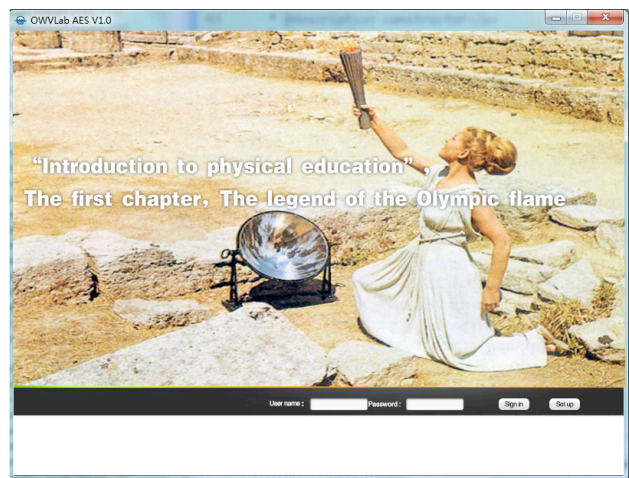 OWVLab AES V1.0
“Introduction to physical education”,
The first chapter, The legend of the Olympic flame
User name : Password : Sign in Set up